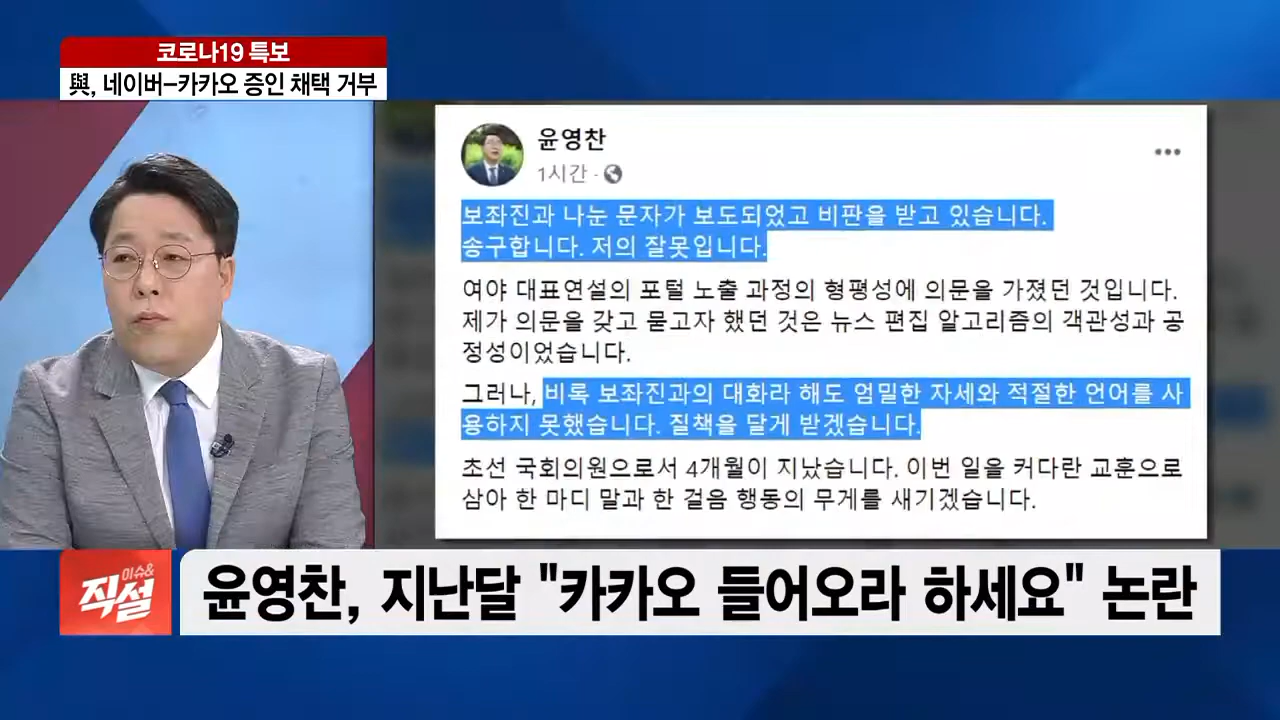 코로나19 특보
與, 네이버-카카오 증인 채택 거부
윤영찬
1시간 ·
보좌진과 나눈 문자가 보도되었고 비판을 받고 있습니다.
송구합니다. 저의 잘못입니다.
여야 대표연설의 포털 노출 과정의 형평성에 의문을 가졌던 것입니다.
제가 의문을 갖고 묻고자 했던 것은 뉴스 편집 알고리즘의 객관성과 공
정성이었습니다.
그러나, 비록 보좌진과의 대화라 해도 엄밀한 자세와 적절한 언어를 사
용하지 못했습니다. 질책을 달게 받겠습니다.
초선 국회의원으로서 4개월이 지났습니다. 이번 일을 커다란 교훈으로
삼아 한 마디 말과 한 걸음 행동의 무게를 새기겠습니다.
이슈&
직설
윤영찬, 지난달 "카카오 들어오라 하세요" 논란